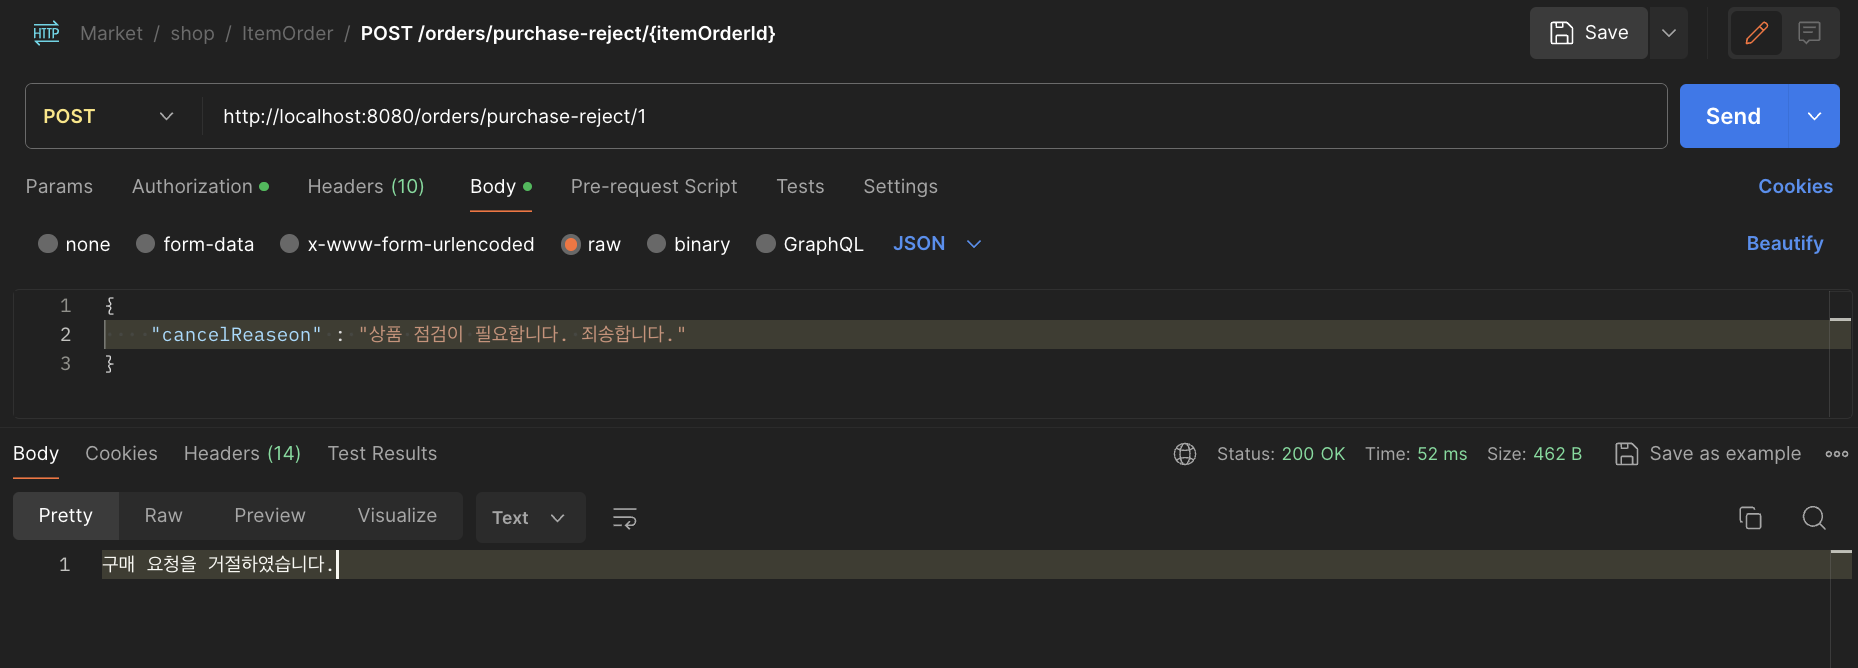 HTTP Market / shop / ItemOrder / POST /orders/purchase-reject/{itemOrderId} Save
POST http://localhost:8080/orders/purchase-reject/1 Send
Params Authorization Headers (10) Body Pre-request Script Tests Settings Cookies
none form-data x-www-form-urlencoded raw binary GraphQL JSON Beautify
1 {
2 "cancelReaseon" : "상품 점검이 필요합니다. 죄송합니다."
3 }
Body Cookies Headers (14) Test Results Status: 200 OK Time: 52 ms Size: 462 B Save as example
Pretty Raw Preview Visualize Text
1 구매 요청을 거절하였습니다.